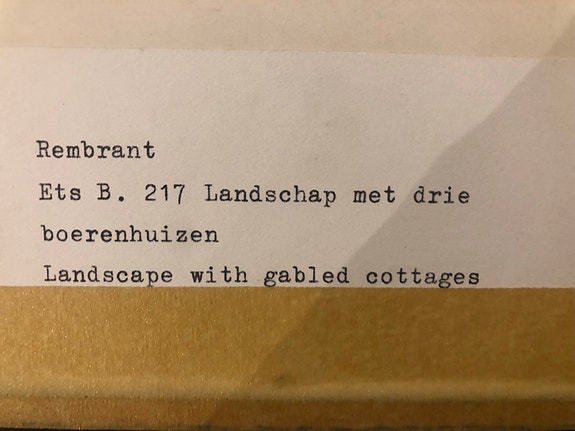 Rembrant
Ets B. 217 Landschap met drie
boerenhuizen
Landscape with gabled cottages